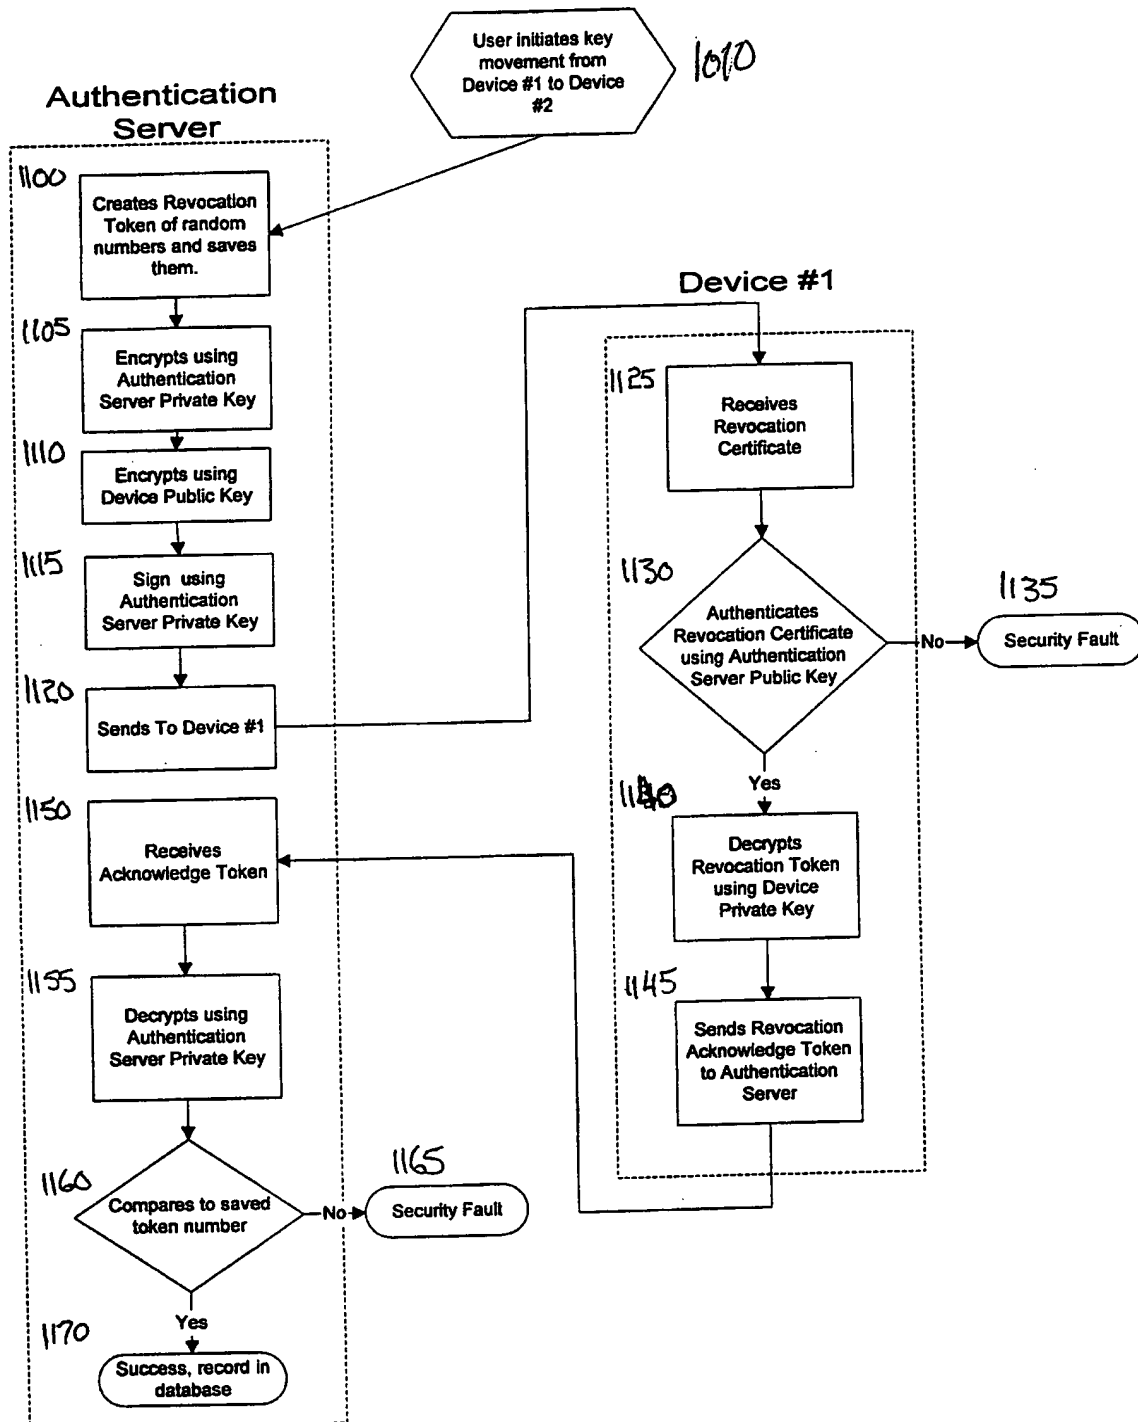 User initiates key
movement from
Device #1 to Device
#2
1010
Authentication
Server
1100
Creates Revocation
Token of random
numbers and saves
them.
1105
Encrypts using
Authentication
Server Private Key
1110
Encrypts using
Device Public Key
1115
Sign using
Authentication
Server Private Key
1120
Sends To Device #1
Device #1
1125
Receives
Revocation
Certificate
1130
Authenticates
Revocation Certificate
using Authentication
Server Public Key
No
1135
Security Fault
Yes
1140
Decrypts
Revocation Token
using Device
Private Key
1145
Sends Revocation
Acknowledge Token
to Authentication
Server
1150
Receives
Acknowledge Token
1155
Decrypts using
Authentication
Server Private Key
1160
Compares to saved
token number
No
1165
Security Fault
Yes
1170
Success, record in
database